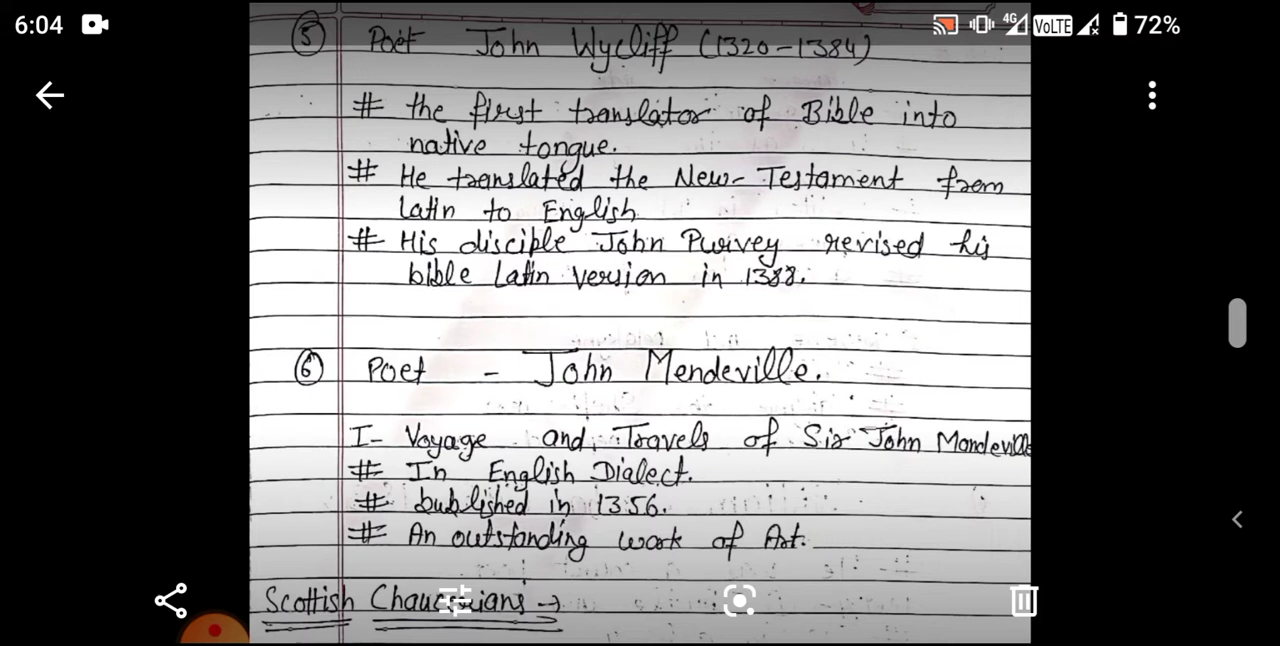 6:04
4G VoLTE 72%
5 Poet John Wycliff (1320-1384)
# the first translator of Bible into
native tongue.
# He translated the New-Testament from
Latin to English
# His disciple John Purvey revised his
bible Latin version in 1388.
6 Poet - John Mendeville.
I- Voyage and Travels of Sir John Mandeville
# In English Dialect.
# published in 1356.
# An outstanding work of Art.
Scottish Chaucerians →